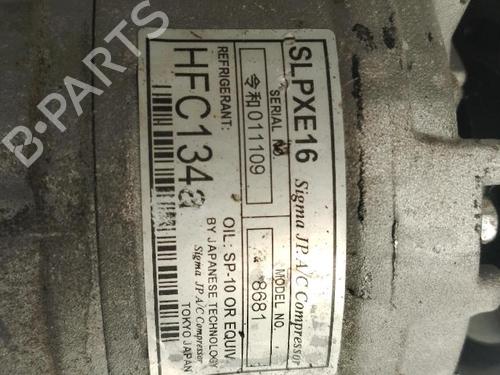 SLPXE16 Sigma JP. A/C Compressor
SERIAL NO.
MODEL NO.
令和011109
8681
REFRIGERANT:
HFC134a
OIL: SP-10 OR EQUIV
BY JAPANESE TECHNOLOGY
Sigma JP A/C Compressor
TOKYO JAPAN
B-PARTS